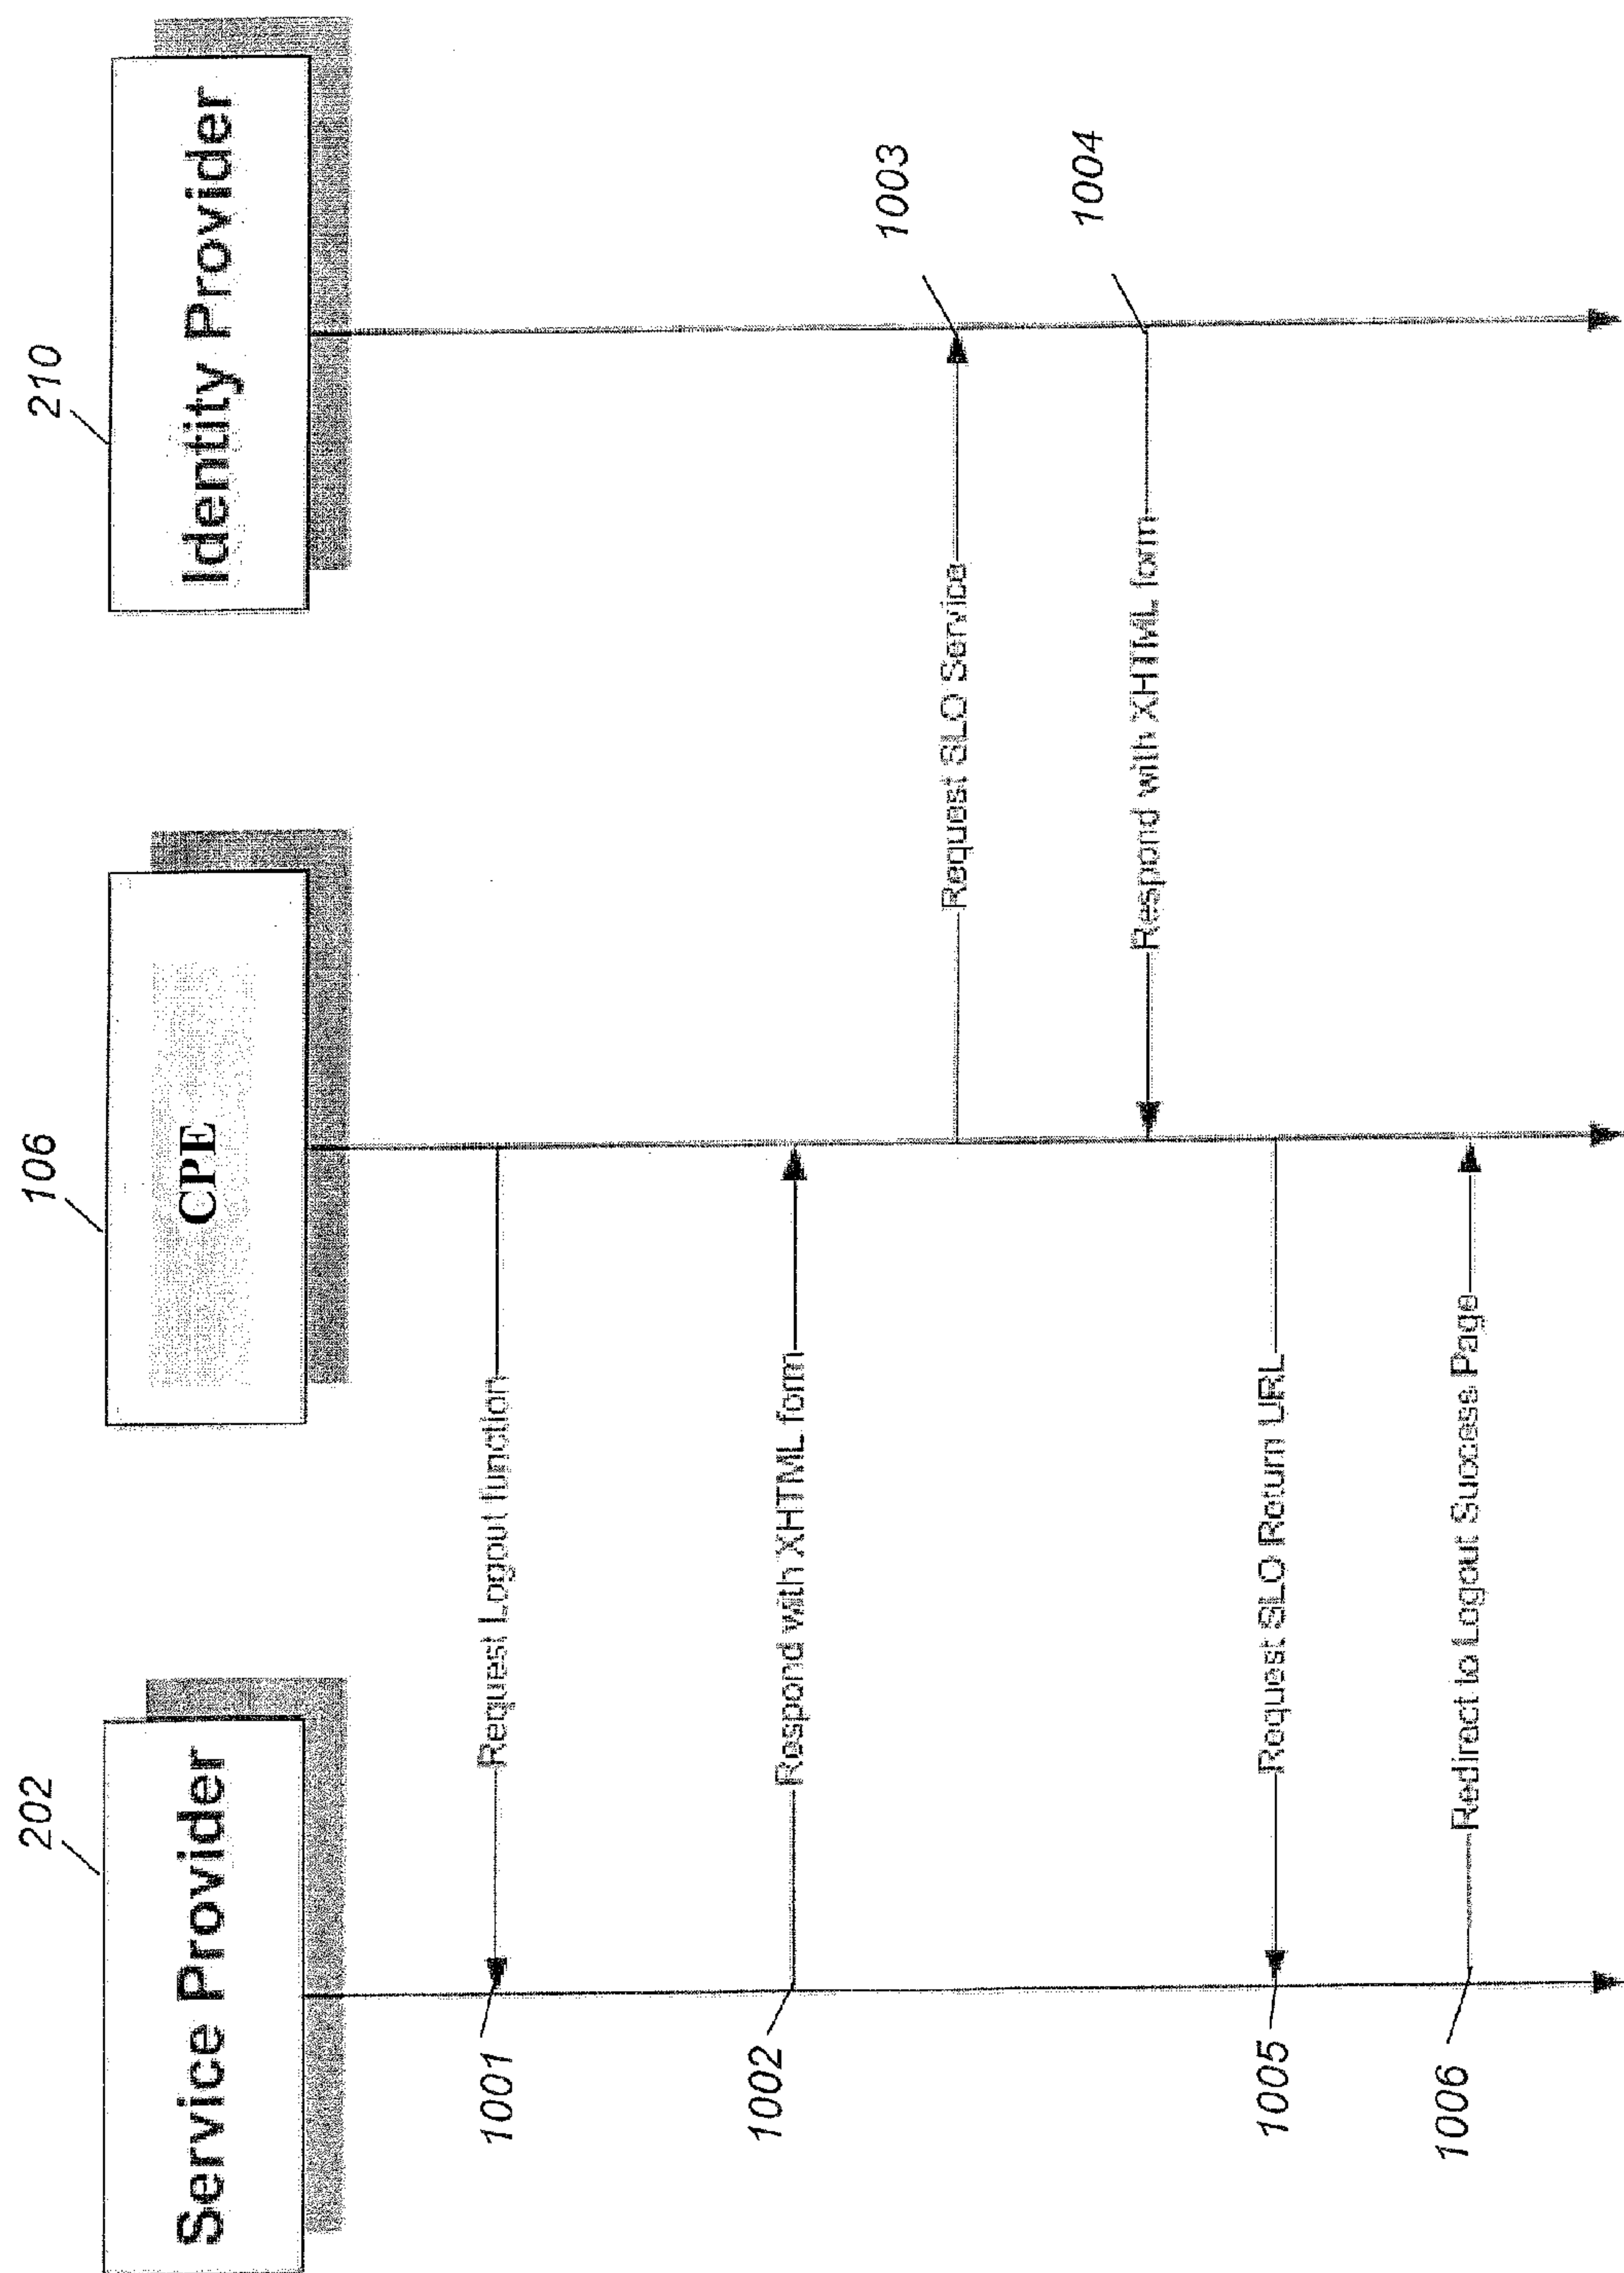 202
Service Provider
106
CPE
210
Identity Provider
1001
Request Logout function
1002
Respond with XHTML form
Request SLO Service
1003
Respond with XHTML form
1004
1005
Request SLO Return URL
1006
Redirect to Logout Success Page